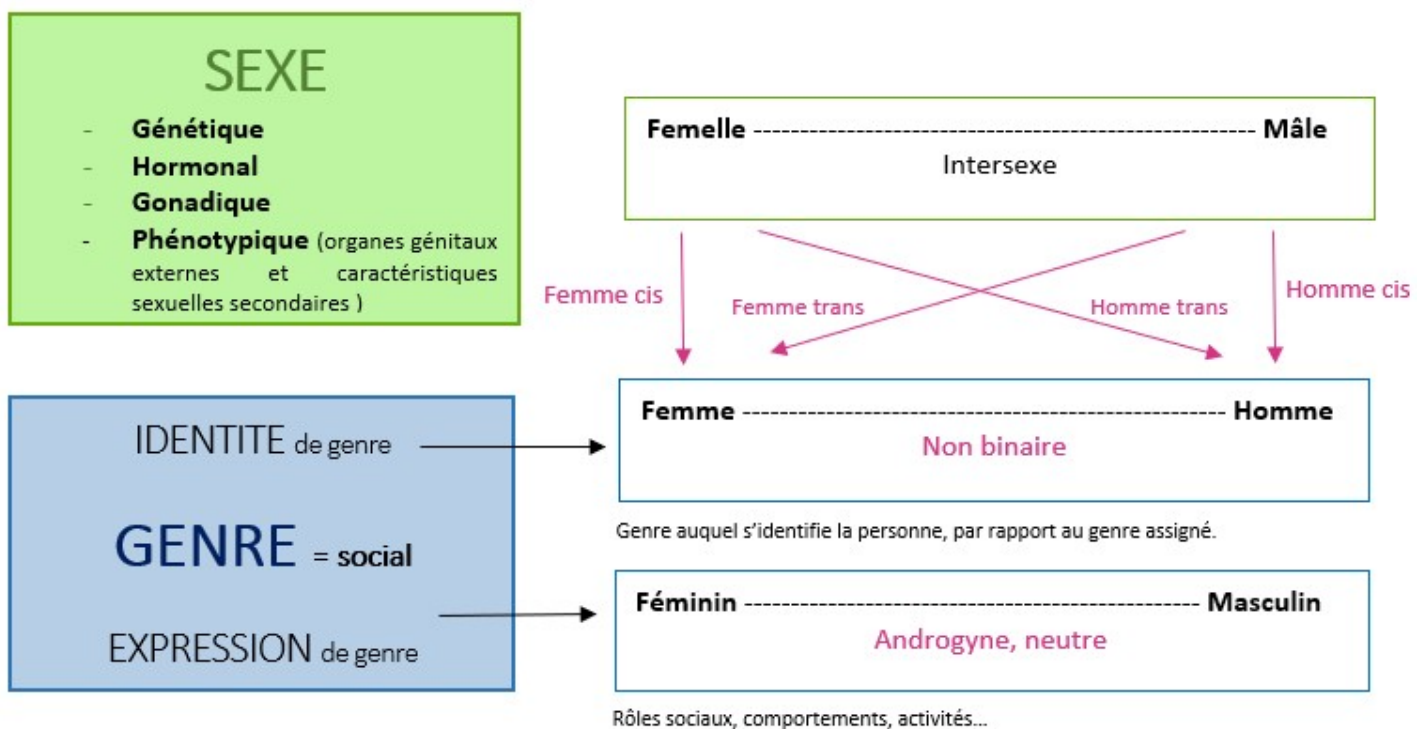 SEXE
- Génétique
- Hormonal
- Gonadique
- Phénotypique (organes génitaux
externes et caractéristiques
sexuelles secondaires )
Femelle ------------------------------------------------------ Mâle
Intersexe
Femme cis
Femme trans
Homme trans
Homme cis
IDENTITE de genre
GENRE = social
EXPRESSION de genre
Femme ---------------------------------------------------- Homme
Non binaire
Genre auquel s'identifie la personne, par rapport au genre assigné.
Féminin ------------------------------------------------- Masculin
Androgyne, neutre
Rôles sociaux, comportements, activités...